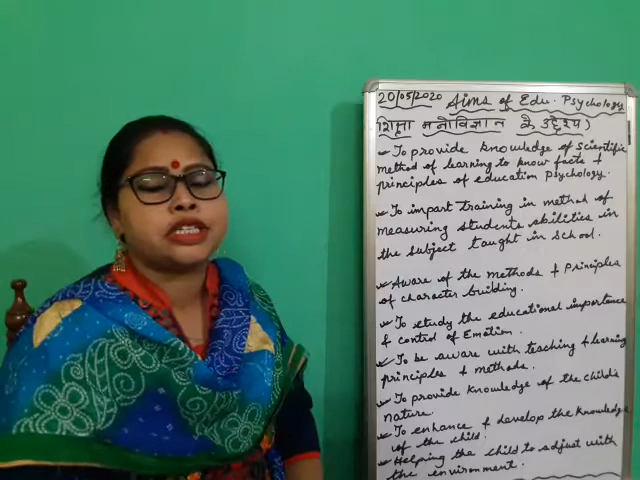 20/05/2020 Aims of Edu. Psychology
शिक्षा मनोविज्ञान के उद्देश्य)
To provide knowledge of scientific
method of learning to know facts &
principles of education psychology.
To impart training in method of
measuring students abilities in
the subject taught in school.
Aware of the methods & principles
of character building.
To study the educational importance
& control of Emotion.
To be aware with teaching & learning
principles & methods.
To provide knowledge of the child's
nature.
To enhance & develop the knowledge
of the child.
Helping the child to adjust with
the environment.